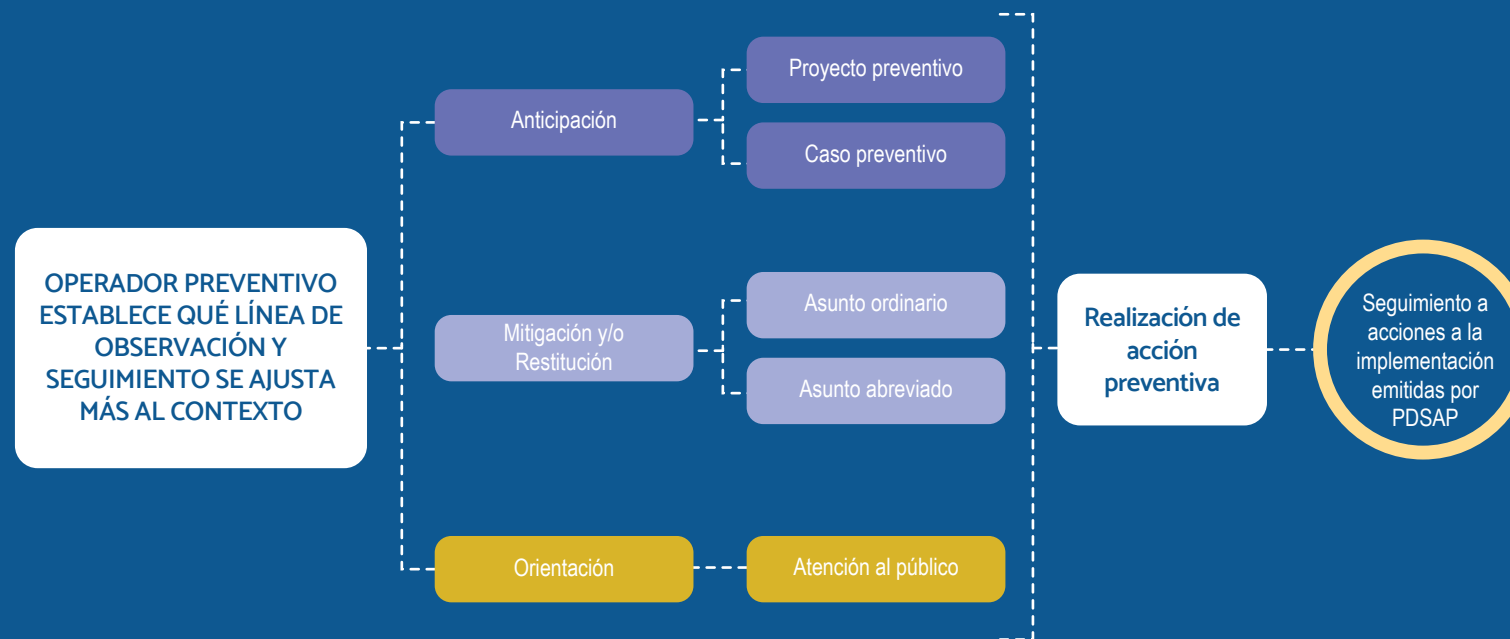 OPERADOR PREVENTIVO
ESTABLECE QUÉ LÍNEA DE
OBSERVACIÓN Y
SEGUIMIENTO SE AJUSTA
MÁS AL CONTEXTO
Anticipación
Proyecto preventivo
Caso preventivo
Mitigación y/o
Restitución
Asunto ordinario
Asunto abreviado
Orientación
Atención al público
Realización de
acción
preventiva
Seguimiento a
acciones a la
implementación
emitidas por
PDSAP